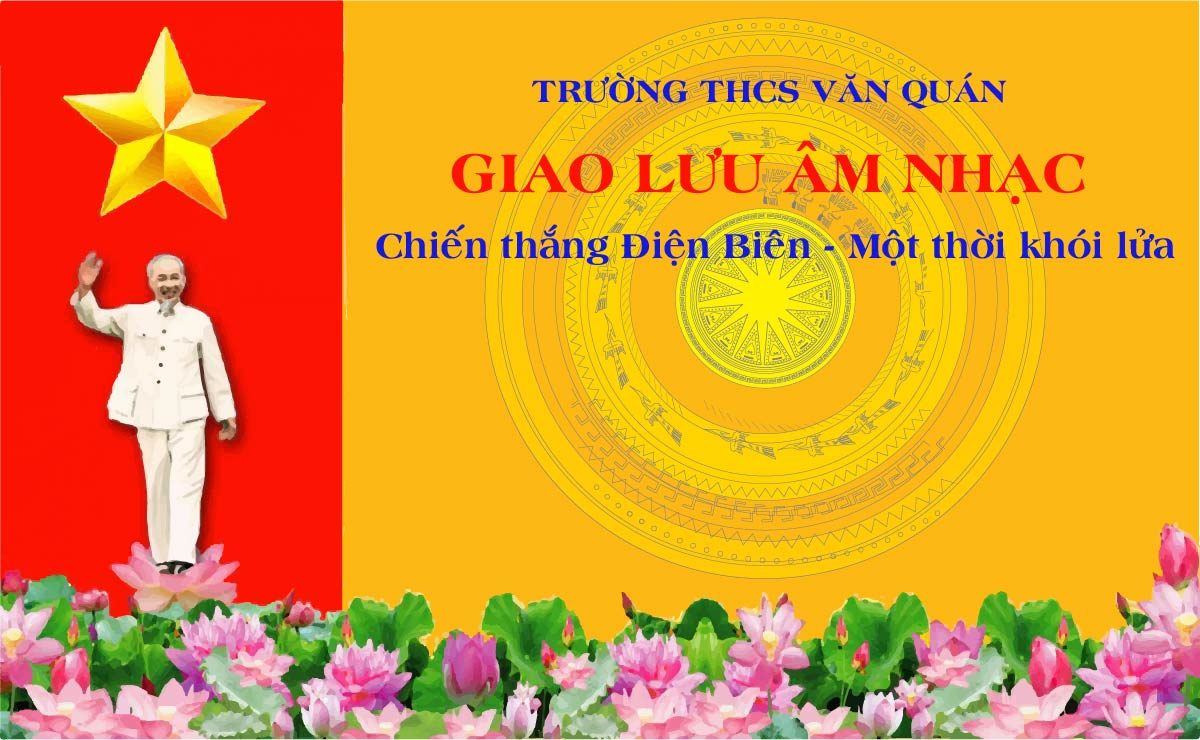 TRƯỜNG THCS VĂN QUÁN
GIAO LƯU ÂM NHẠC
Chiến thắng Điện Biên - Một thời khói lửa